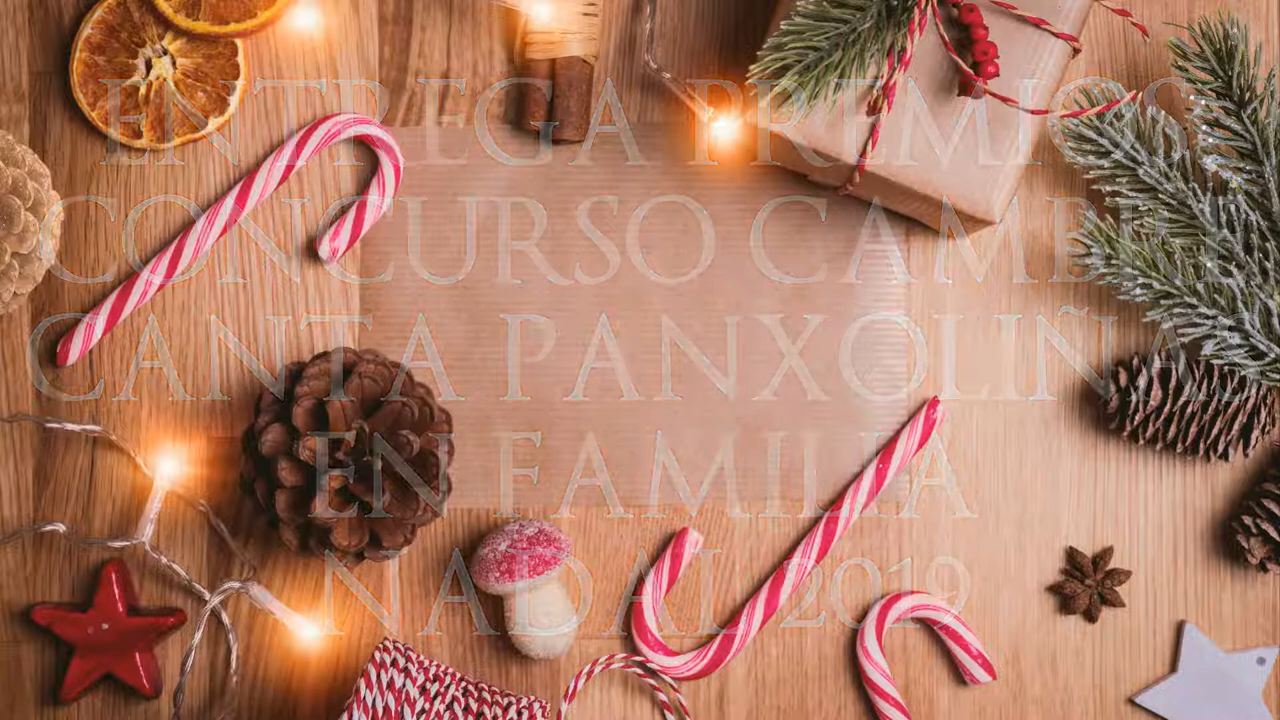 ENTREGA PREMIOS
CONCURSO CAMBRE
CANTA PANXOLIÑAS
EN FAMILIA
NADAL 2019